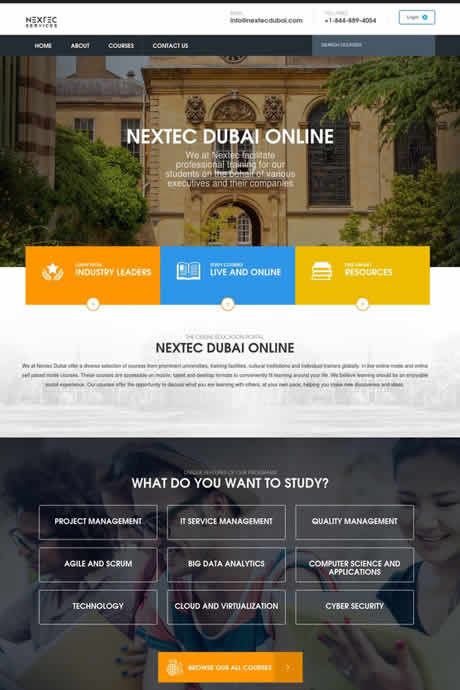 NEXTEC
SERVICES
EMAIL
info@nextecdubai.com
TOLL FREE
+1-844-889-4054
Login
HOME
ABOUT
COURSES
CONTACT US
SEARCH COURSES
NEXTEC DUBAI ONLINE
We at Nextec facilitate
professional training for our
students on the behalf of various
executives and their companies
LEARN FROM
INDUSTRY LEADERS
STUDY COURSES
LIVE AND ONLINE
FIND VIBRANT
RESOURCES
THE ONLINE EDUCATION PORTAL
NEXTEC DUBAI ONLINE
We at Nextec Dubai offer a diverse selection of courses from prominent universities, training facilities, cultural institutions and individual trainers globally, in live online mode and online
self paced mode courses. These courses are accessible on mobile, tablet and desktop formats to conveniently fit learning around your life. We believe learning should be an enjoyable
social experience. Our courses offer the opportunity to discuss what you are learning with others, at your own pace, helping you make new discoveries and ideas.
UNIQUE FEATURES OF OUR PROGRAMS
WHAT DO YOU WANT TO STUDY?
PROJECT MANAGEMENT
IT SERVICE MANAGEMENT
QUALITY MANAGEMENT
AGILE AND SCRUM
BIG DATA ANALYTICS
COMPUTER SCIENCE AND
APPLICATIONS
TECHNOLOGY
CLOUD AND VIRTUALIZATION
CYBER SECURITY
BROWSE OUR ALL COURSES